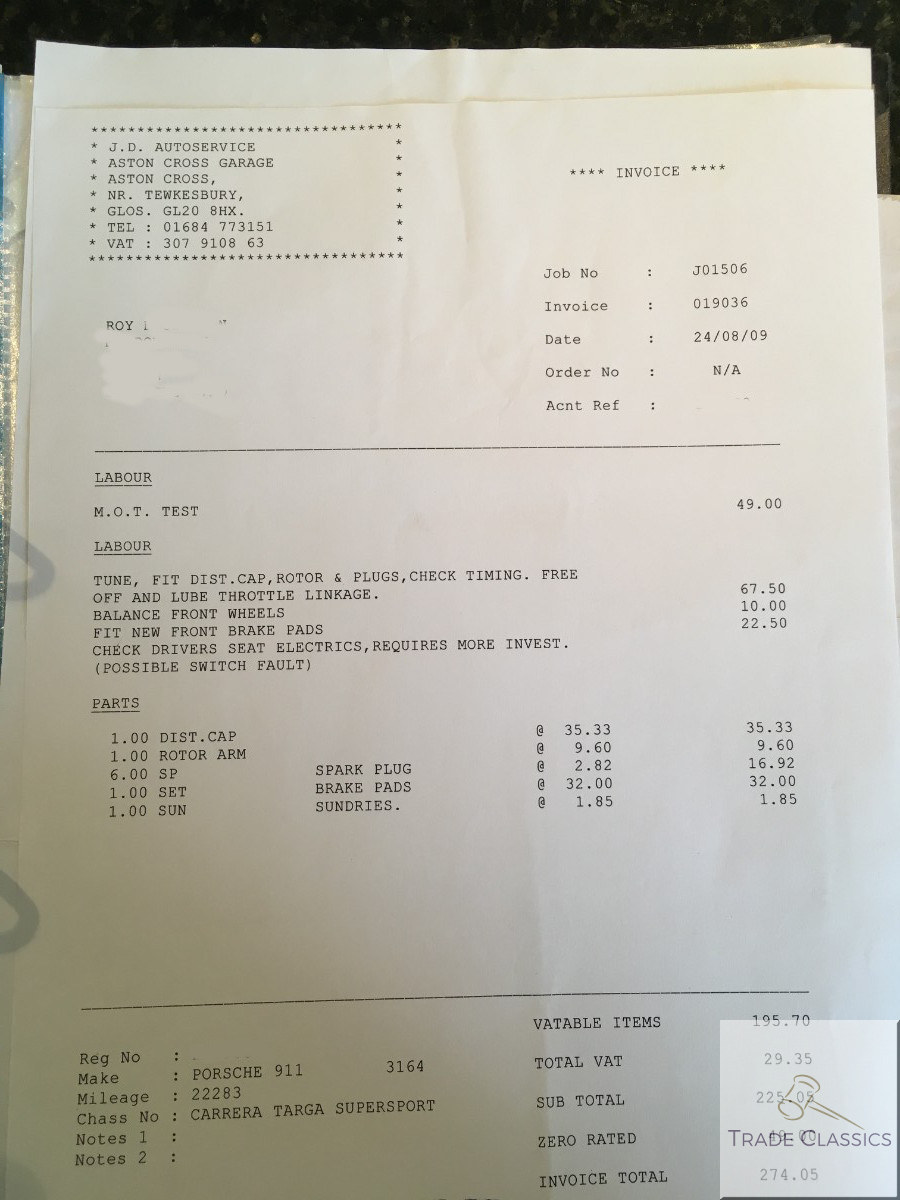 **********************************
* J.D. AUTOSERVICE *
* ASTON CROSS GARAGE *
* ASTON CROSS, *
* NR. TEWKESBURY, *
* GLOS. GL20 8HX. *
* TEL : 01684 773151 *
* VAT : 307 9108 63 *
**********************************
**** INVOICE ****
Job No : J01506
Invoice : 019036
Date : 24/08/09
Order No : N/A
Acnt Ref :
ROY
LABOUR
M.O.T. TEST 49.00
LABOUR
TUNE, FIT DIST.CAP,ROTOR & PLUGS,CHECK TIMING. FREE
OFF AND LUBE THROTTLE LINKAGE. 67.50
BALANCE FRONT WHEELS 10.00
FIT NEW FRONT BRAKE PADS 22.50
CHECK DRIVERS SEAT ELECTRICS,REQUIRES MORE INVEST.
(POSSIBLE SWITCH FAULT)
PARTS
1.00 DIST.CAP @ 35.33 35.33
1.00 ROTOR ARM @ 9.60 9.60
6.00 SP SPARK PLUG @ 2.82 16.92
1.00 SET BRAKE PADS @ 32.00 32.00
1.00 SUN SUNDRIES. @ 1.85 1.85
Reg No :
Make : PORSCHE 911 3164
Mileage : 22283
Chass No : CARRERA TARGA SUPERSPORT
Notes 1 :
Notes 2 :
VATABLE ITEMS 195.70
TOTAL VAT 29.35
SUB TOTAL 225.05
ZERO RATED 49.00
INVOICE TOTAL 274.05
TRADE CLASSICS